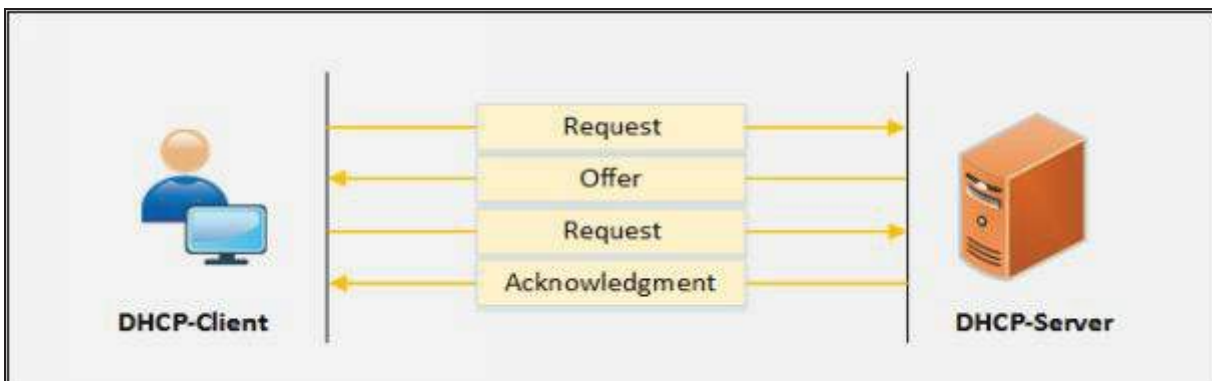 Request
Offer
Request
Acknowledgment
DHCP-Client
DHCP-Server